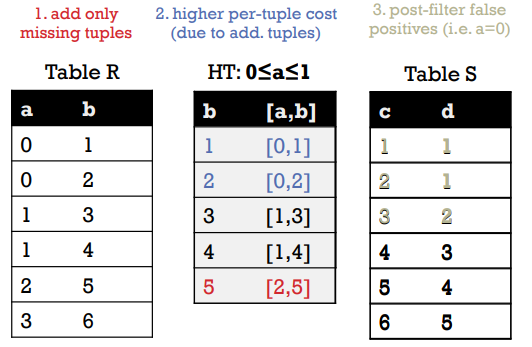 1. add only
missing tuples
2. higher per-tuple cost
(due to add. tuples)
3. post-filter false
positives (i.e. a=0)
Table R
a b
0 1
0 2
1 3
1 4
2 5
3 6
HT: 0≤a≤1
b [a,b]
1 [0,1]
2 [0,2]
3 [1,3]
4 [1,4]
5 [2,5]
Table S
c d
1 1
2 1
3 2
4 3
5 4
6 5